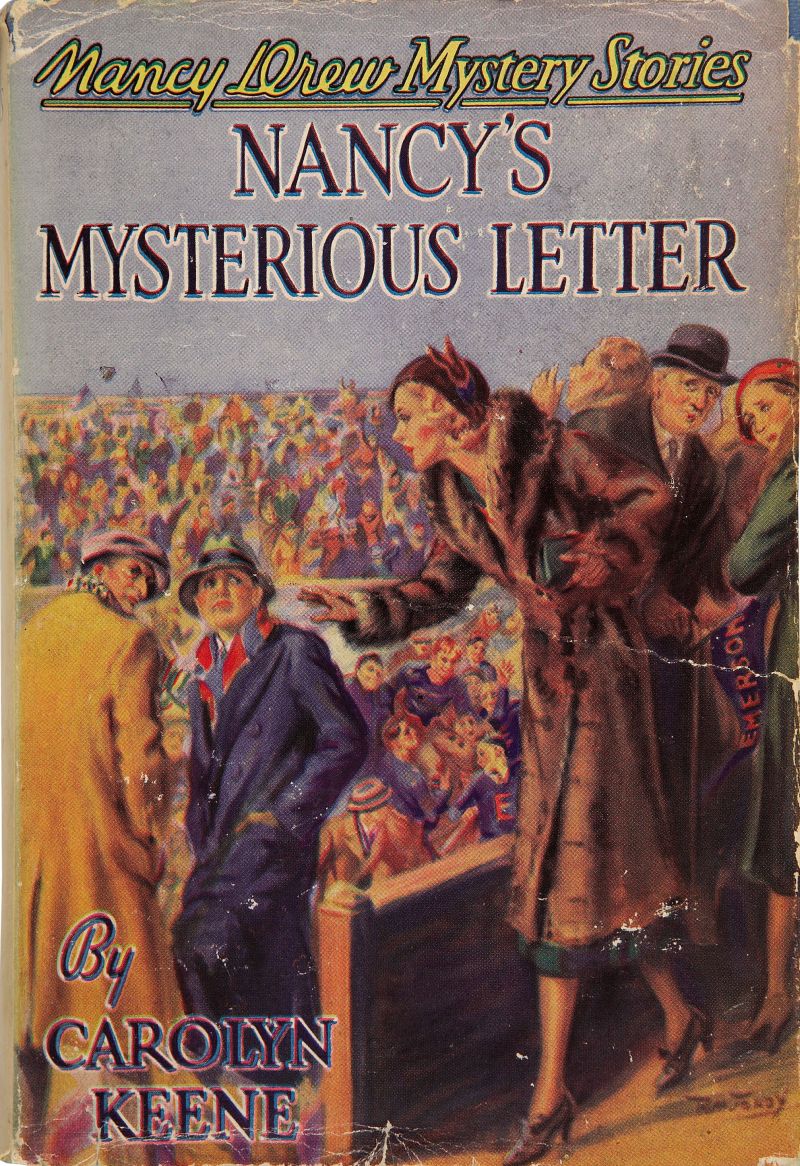 Nancy Drew Mystery Stories
NANCY'S
MYSTERIOUS LETTER
EMERSON
E
By
CAROLYN
KEENE